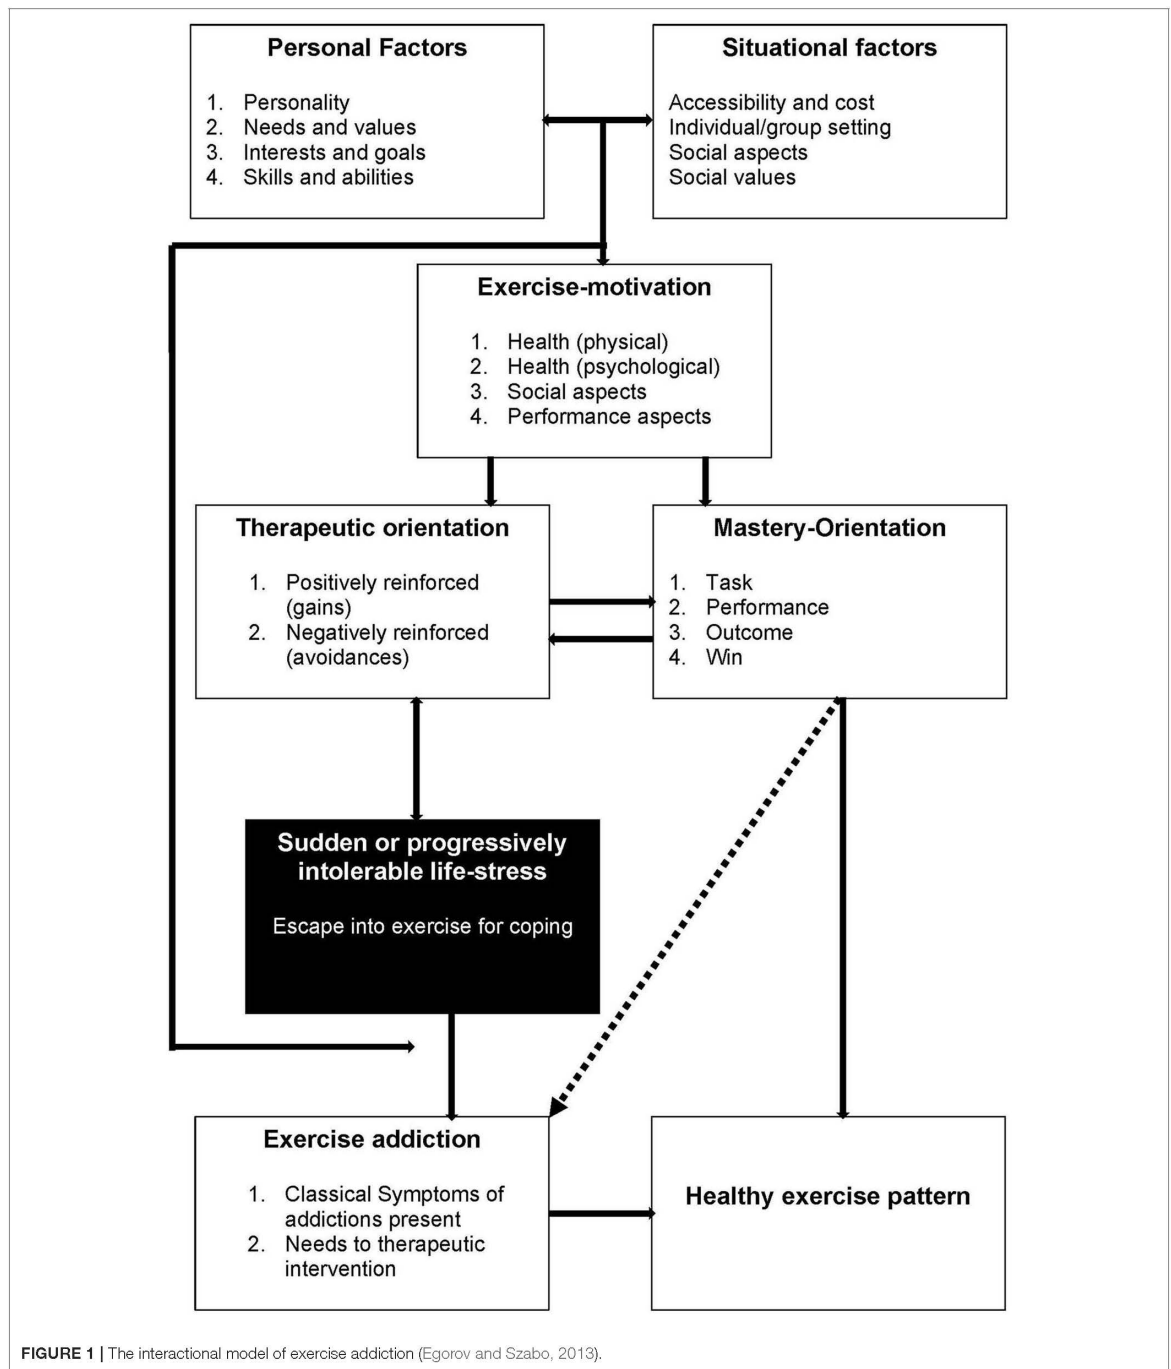 Personal Factors
1. Personality
2. Needs and values
3. Interests and goals
4. Skills and abilities
Situational factors
Accessibility and cost
Individual/group setting
Social aspects
Social values
Exercise-motivation
1. Health (physical)
2. Health (psychological)
3. Social aspects
4. Performance aspects
Therapeutic orientation
1. Positively reinforced
(gains)
2. Negatively reinforced
(avoidances)
Mastery-Orientation
1. Task
2. Performance
3. Outcome
4. Win
Sudden or progressively
intolerable life-stress
Escape into exercise for coping
Exercise addiction
1. Classical Symptoms of
addictions present
2. Needs to therapeutic
intervention
Healthy exercise pattern
FIGURE 1 | The interactional model of exercise addiction (Egorov and Szabo, 2013).